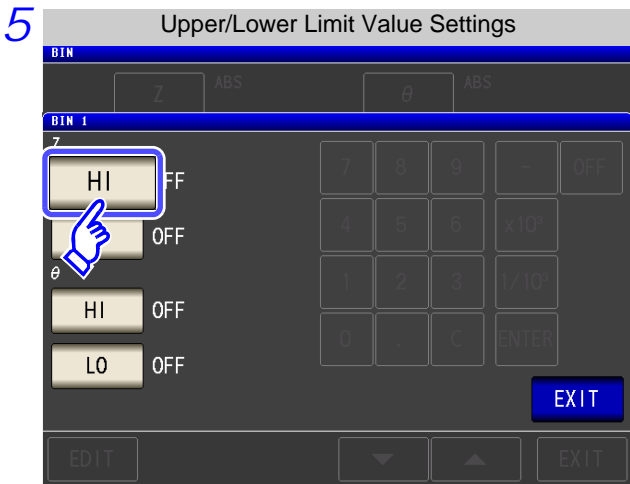 5 Upper/Lower Limit Value Settings
BIN
Z ABS θ ABS
BIN 1
Z
HI FF
OFF
θ
HI OFF
LO OFF
7 8 9 - OFF
4 5 6 x10³
1 2 3 1/10³
0 . C ENTER
EXIT
EDIT EXIT